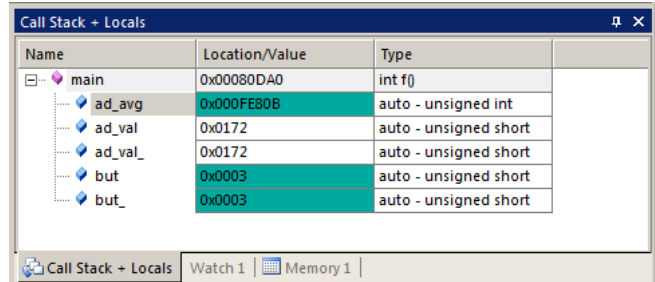 Call Stack + Locals
Name Location/Value Type
main 0x00080DA0 int f()
ad_avg 0x000FE80B auto - unsigned int
ad_val 0x0172 auto - unsigned short
ad_val_ 0x0172 auto - unsigned short
but 0x0003 auto - unsigned short
but_ 0x0003 auto - unsigned short
Call Stack + Locals Watch 1 Memory 1